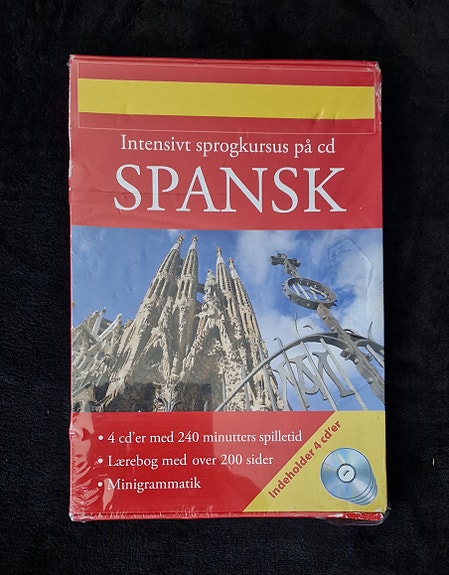 Intensivt sprogkursus på cd
SPANSK
• 4 cd'er med 240 minutters spilletid
• Lærebog med over 200 sider
• Minigrammatik
Indeholder 4 cd'er